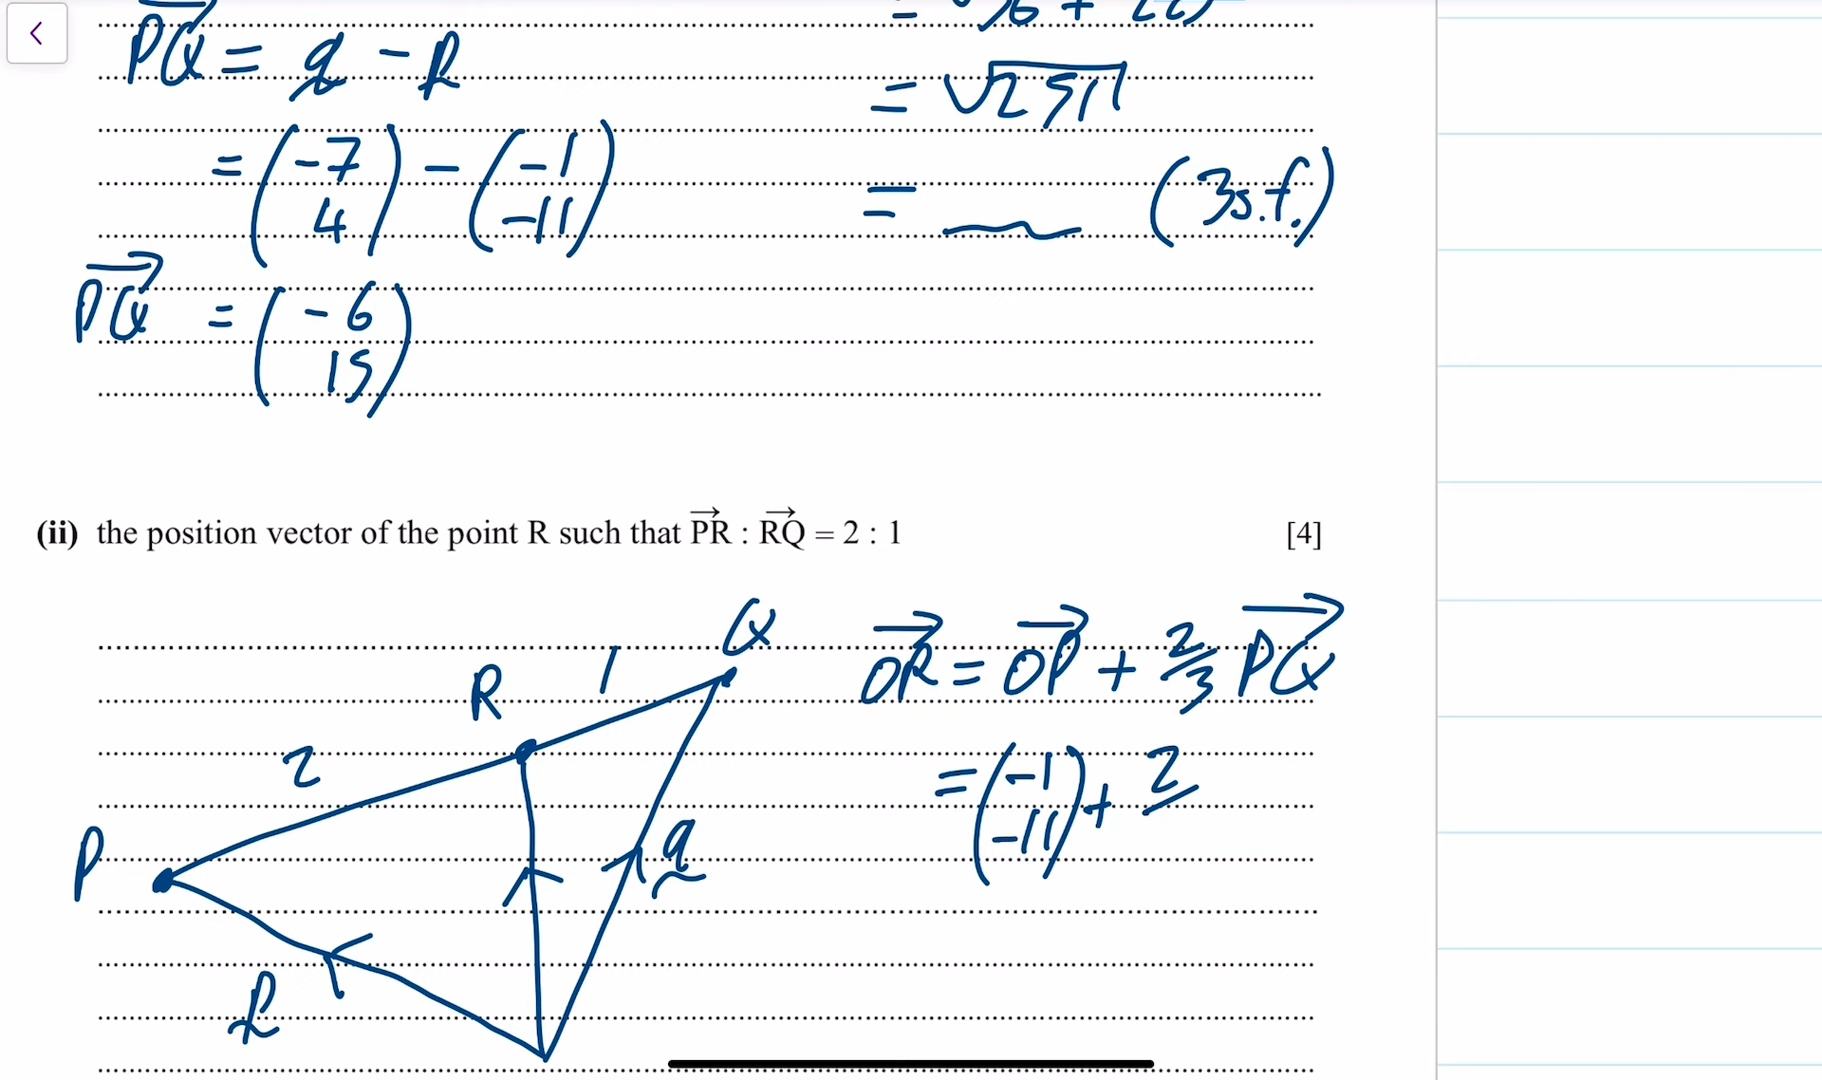 PQ = q - p
= √2511
= (-7 4) - (-1 -11)
= (3s.f.)
PQ = (-6 15)
(ii) the position vector of the point R such that PR : RQ = 2 : 1 [4]
Q
OR = OP + 2/3 PQ
R
1
2
= (-1 -11) + 2
P
q
p